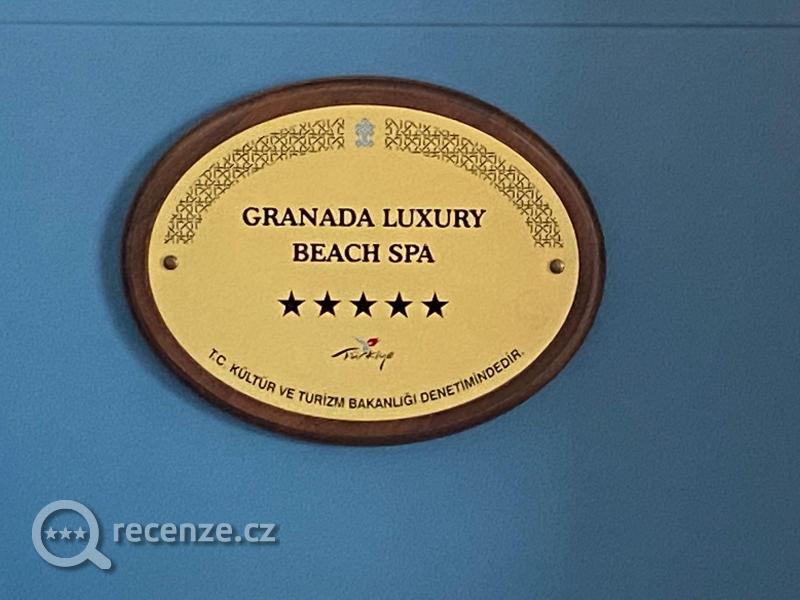 GRANADA LUXURY
BEACH SPA
★★★★★
Türkiye
T.C. KÜLTÜR VE TURİZM BAKANLIĞI DENETİMİNDEDİR.
recenze.cz